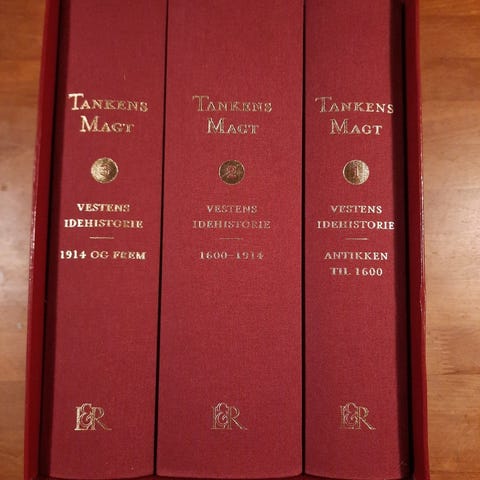 TANKENS
MAGT
3
VESTENS
IDEHISTORIE
1914 OG FREM
L&R
TANKENS
MAGT
2
VESTENS
IDEHISTORIE
1600-1914
L&R
TANKENS
MAGT
1
VESTENS
IDEHISTORIE
ANTIKKEN
TIL 1600
L&R